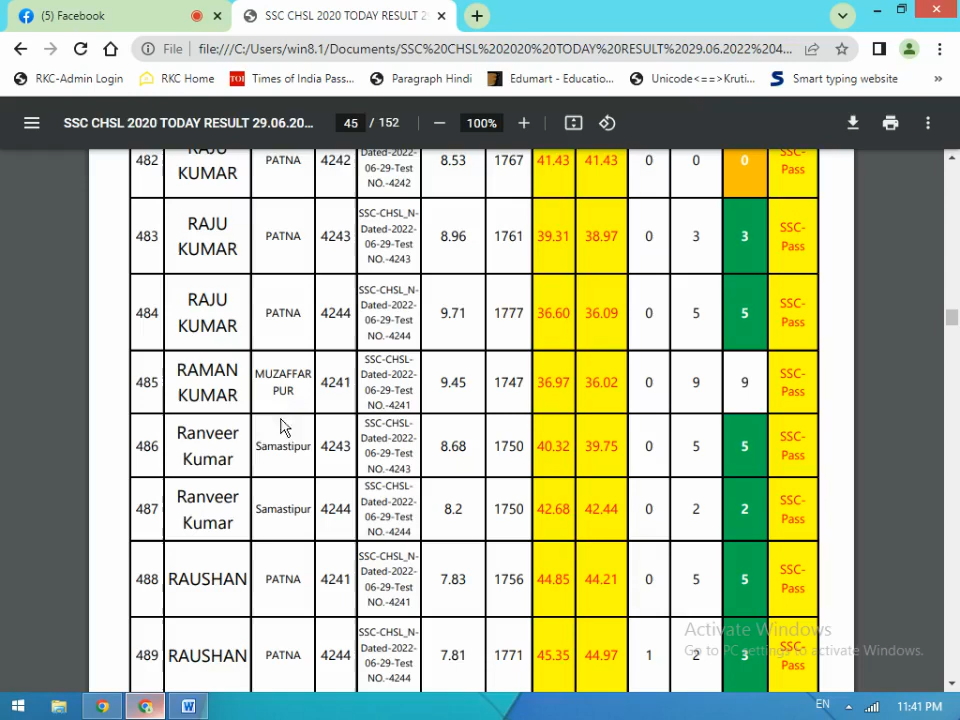 (5) Facebook
SSC CHSL 2020 TODAY RESULT 2
File
file:///C:/Users/win8.1/Documents/SSC%20CHSL%202020%20TODAY%20RESULT%2029.06.2022%204...
RKC-Admin Login
RKC Home
TOI
Times of India Pass...
Paragraph Hindi
Edumart - Educatio...
Unicode<==>Kruti...
Smart typing website
»
SSC CHSL 2020 TODAY RESULT 29.06.20...
45 / 152
100%
482 RAJU KUMAR PATNA 4242 Dated-2022-06-29-Test NO.-4242 8.53 1767 41.43 41.43 0 0 0 SSC-Pass
483 RAJU KUMAR PATNA 4243 SSC-CHSL_N-Dated-2022-06-29-Test NO.-4243 8.96 1761 39.31 38.97 0 3 3 SSC-Pass
484 RAJU KUMAR PATNA 4244 SSC-CHSL_N-Dated-2022-06-29-Test NO.-4244 9.71 1777 36.60 36.09 0 5 5 SSC-Pass
485 RAMAN KUMAR MUZAFFARPUR 4241 SSC-CHSL-Dated-2022-06-29-Test NO.-4241 9.45 1747 36.97 36.02 0 9 9 SSC-Pass
486 Ranveer Kumar Samastipur 4243 SSC-CHSL-Dated-2022-06-29-Test NO.-4243 8.68 1750 40.32 39.75 0 5 5 SSC-Pass
487 Ranveer Kumar Samastipur 4244 SSC-CHSL-Dated-2022-06-29-Test NO.-4244 8.2 1750 42.68 42.44 0 2 2 SSC-Pass
488 RAUSHAN PATNA 4241 SSC-CHSL_N-Dated-2022-06-29-Test NO.-4241 7.83 1756 44.85 44.21 0 5 5 SSC-Pass
489 RAUSHAN PATNA 4244 SSC-CHSL_N-Dated-2022-06-29-Test NO.-4244 7.81 1771 45.35 44.97 1 2 3 SSC-Pass
Activate Windows
Go to PC settings to activate Windows.
EN
11:41 PM